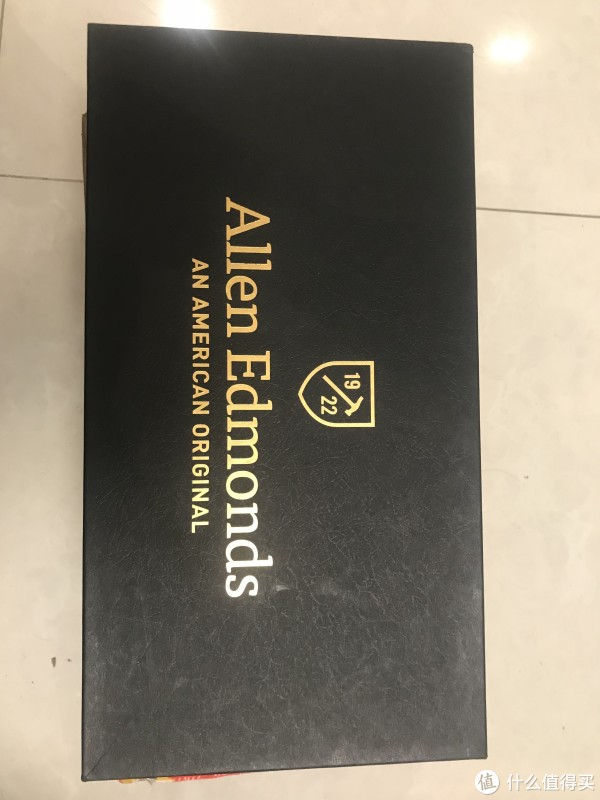 19
22
Allen Edmonds
AN AMERICAN ORIGINAL
值 什么值得买